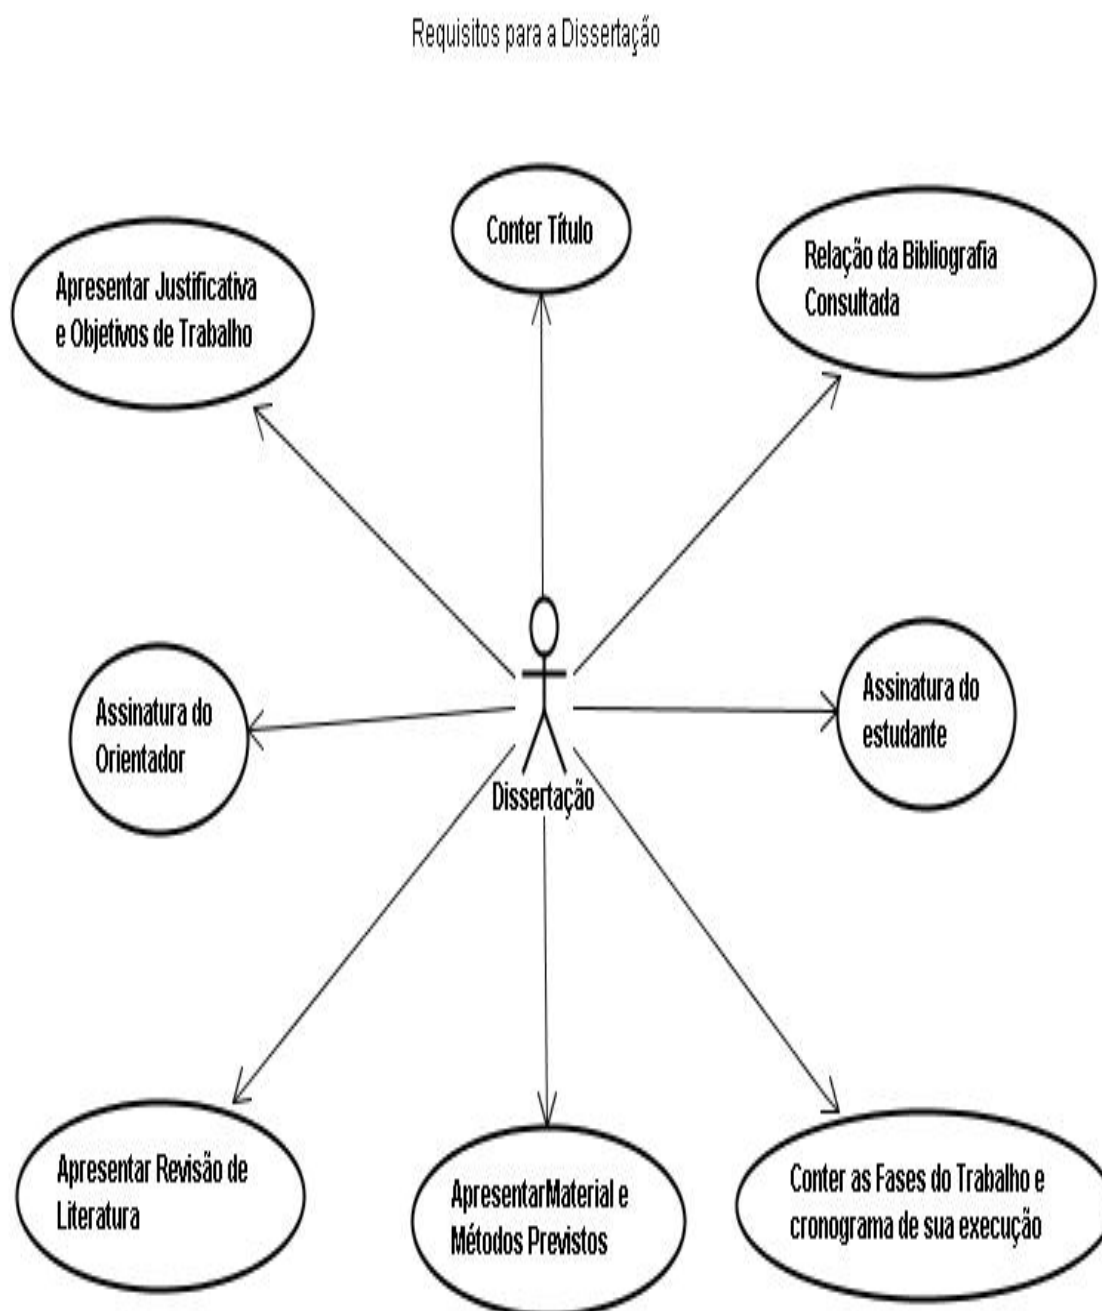 Requisitos para a Dissertação
Conter Título
Relação da Bibliografia
Consultada
Apresentar Justificativa
e Objetivos de Trabalho
Assinatura do
Orientador
Assinatura do
estudante
Dissertação
Apresentar Revisão de
Literatura
ApresentarMaterial e
Métodos Previstos
Conter as Fases do Trabalho e
cronograma de sua execução